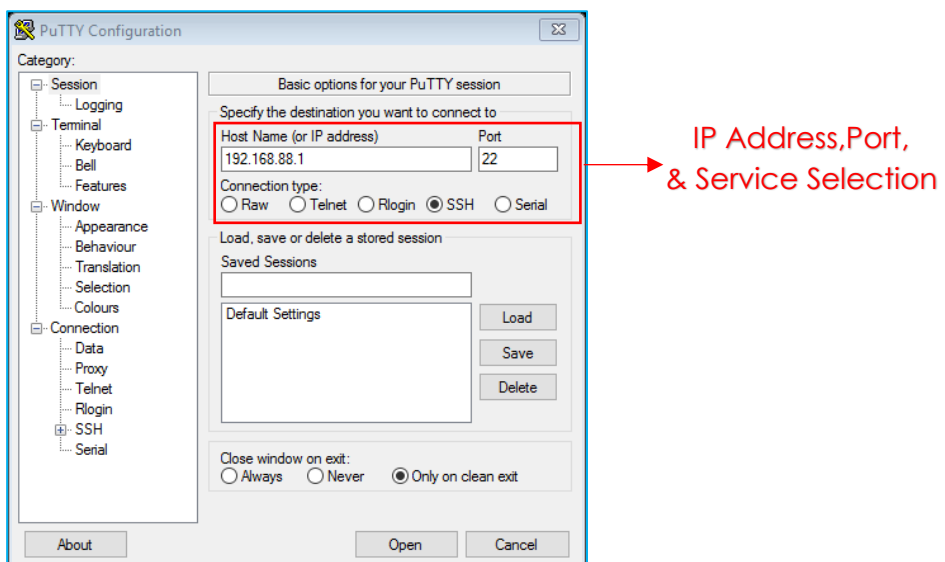 PuTTY Configuration
Category:
Session
Logging
Terminal
Keyboard
Bell
Features
Window
Appearance
Behaviour
Translation
Selection
Colours
Connection
Data
Proxy
Telnet
Rlogin
SSH
Serial
Basic options for your PuTTY session
Specify the destination you want to connect to
Host Name (or IP address) Port
192.168.88.1 22
Connection type:
Raw Telnet Rlogin SSH Serial
Load, save or delete a stored session
Saved Sessions
Default Settings
Load
Save
Delete
Close window on exit:
Always Never Only on clean exit
About Open Cancel
IP Address,Port,
& Service Selection